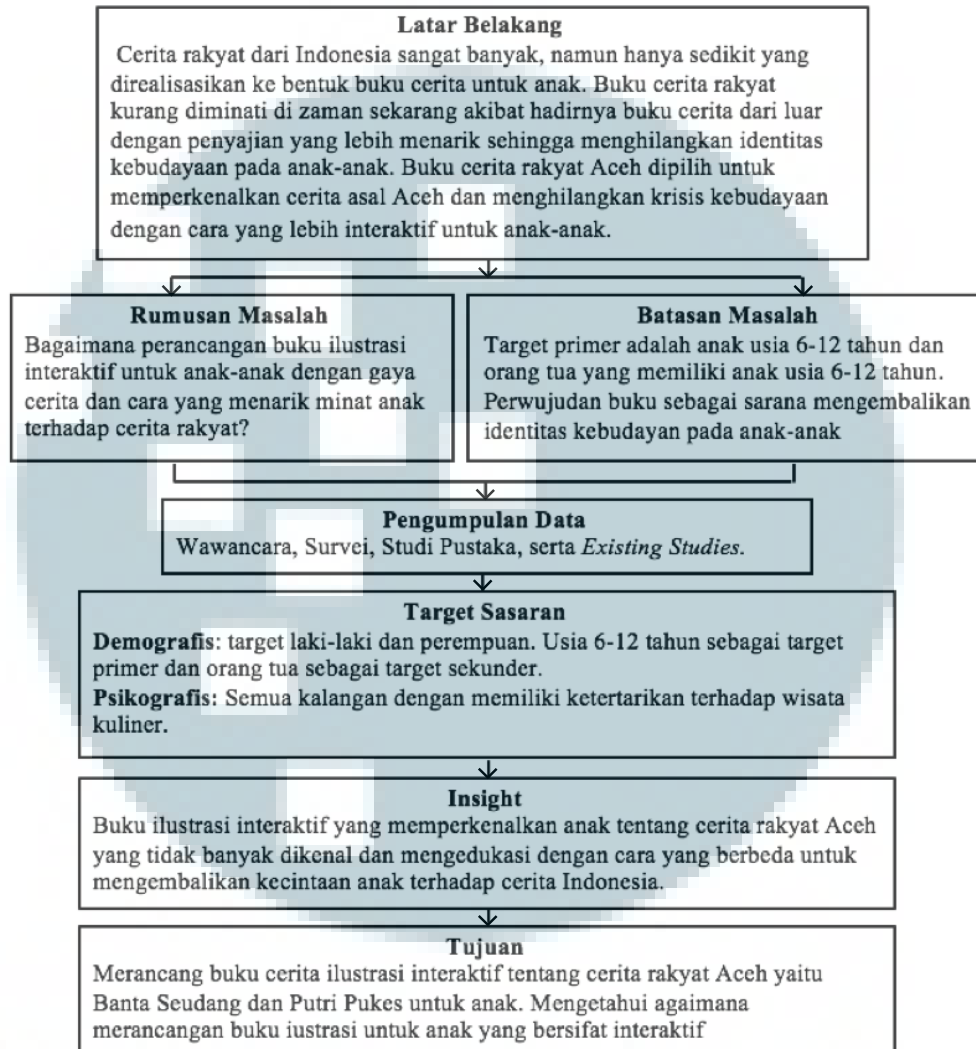 Latar Belakang
Cerita rakyat dari Indonesia sangat banyak, namun hanya sedikit yang
direalisasikan ke bentuk buku cerita untuk anak. Buku cerita rakyat
kurang diminati di zaman sekarang akibat hadirnya buku cerita dari luar
dengan penyajian yang lebih menarik sehingga menghilangkan identitas
kebudayaan pada anak-anak. Buku cerita rakyat Aceh dipilih untuk
memperkenalkan cerita asal Aceh dan menghilangkan krisis kebudayaan
dengan cara yang lebih interaktif untuk anak-anak.
Rumusan Masalah
Bagaimana perancangan buku ilustrasi
interaktif untuk anak-anak dengan gaya
cerita dan cara yang menarik minat anak
terhadap cerita rakyat?
Batasan Masalah
Target primer adalah anak usia 6-12 tahun dan
orang tua yang memiliki anak usia 6-12 tahun.
Perwujudan buku sebagai sarana mengembalikan
identitas kebudayan pada anak-anak
Pengumpulan Data
Wawancara, Survei, Studi Pustaka, serta Existing Studies.
Target Sasaran
Demografis: target laki-laki dan perempuan. Usia 6-12 tahun sebagai target
primer dan orang tua sebagai target sekunder.
Psikografis: Semua kalangan dengan memiliki ketertarikan terhadap wisata
kuliner.
Insight
Buku ilustrasi interaktif yang memperkenalkan anak tentang cerita rakyat Aceh
yang tidak banyak dikenal dan mengedukasi dengan cara yang berbeda untuk
mengembalikan kecintaan anak terhadap cerita Indonesia.
Tujuan
Merancang buku cerita ilustrasi interaktif tentang cerita rakyat Aceh yaitu
Banta Seudang dan Putri Pukes untuk anak. Mengetahui agaimana
merancangan buku iustrasi untuk anak yang bersifat interaktif